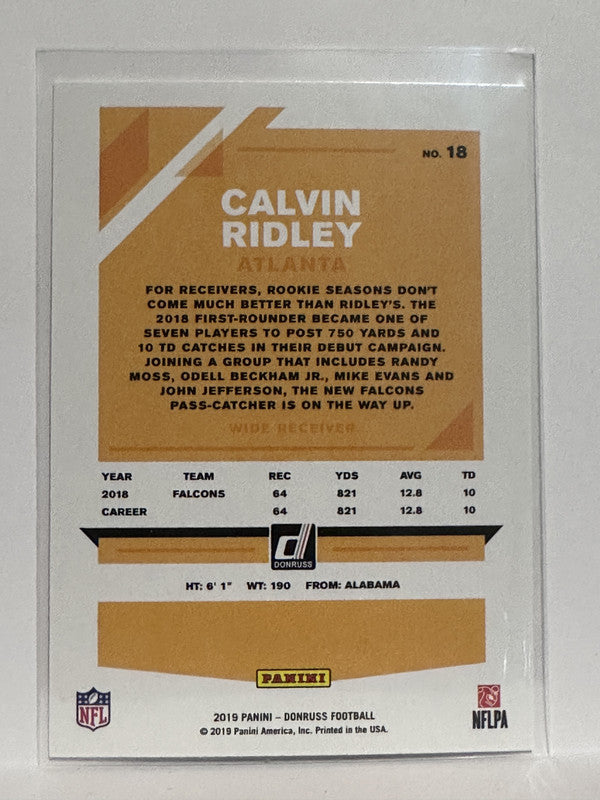 NO. 18
CALVIN
RIDLEY
ATLANTA
FOR RECEIVERS, ROOKIE SEASONS DON'T
COME MUCH BETTER THAN RIDLEY'S. THE
2018 FIRST-ROUNDER BECAME ONE OF
SEVEN PLAYERS TO POST 750 YARDS AND
10 TD CATCHES IN THEIR DEBUT CAMPAIGN.
JOINING A GROUP THAT INCLUDES RANDY
MOSS, ODELL BECKHAM JR., MIKE EVANS AND
JOHN JEFFERSON, THE NEW FALCONS
PASS-CATCHER IS ON THE WAY UP.
WIDE RECEIVER
YEAR TEAM REC YDS AVG TD
2018 FALCONS 64 821 12.8 10
CAREER 64 821 12.8 10
d
DONRUSS
HT: 6' 1" WT: 190 FROM: ALABAMA
PANINI
NFL
2019 PANINI – DONRUSS FOOTBALL
© 2019 Panini America, Inc. Printed in the USA.
NFLPA